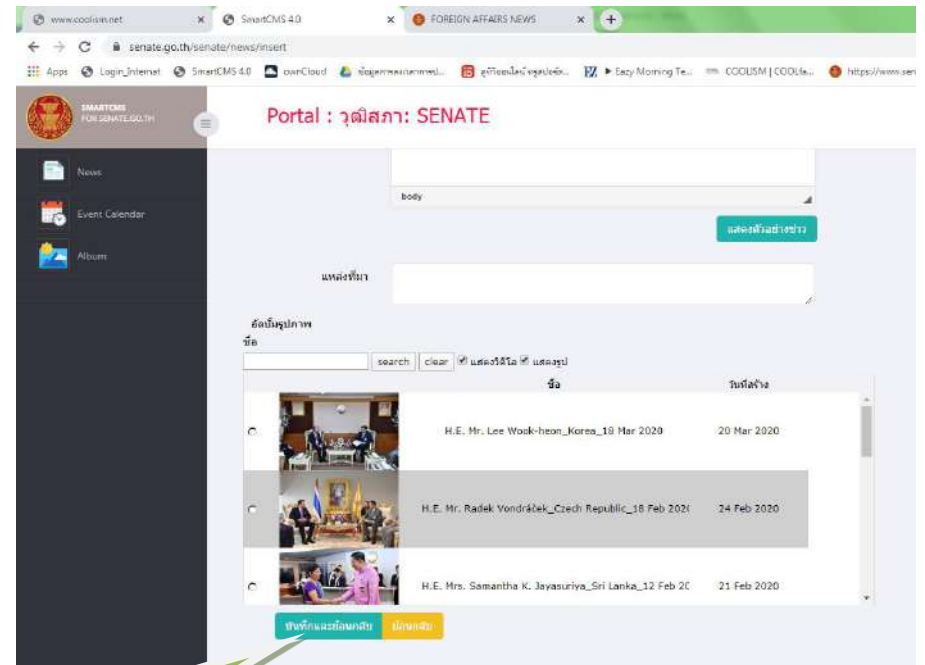 www.coolism.net
SmartCMS 4.0
FOREIGN AFFAIRS NEWS
senate.go.th/senate/news/insert
Apps Login_Internet SmartCMS 4.0 ownCloud Eazy Morning Te... COOLISM | COOLfa... https://www.sen
SMARTCMS
FOR SENATE.GO.TH
Portal : วุฒิสภา: SENATE
News
Event Calendar
Album
body
แสดงตัวอย่างข่าว
แหล่งที่มา
อัลบั้มรูปภาพ
ชื่อ
search clear แสดงวิดีโอ แสดงรูป
ชื่อ วันที่สร้าง
H.E. Mr. Lee Wook-heon_Korea_18 Mar 2020 20 Mar 2020
H.E. Mr. Radek Vondráček_Czech Republic_18 Feb 202 24 Feb 2020
H.E. Mrs. Samantha K. Jayasuriya_Sri Lanka_12 Feb 20 21 Feb 2020
บันทึกและย้อนกลับ ย้อนกลับ